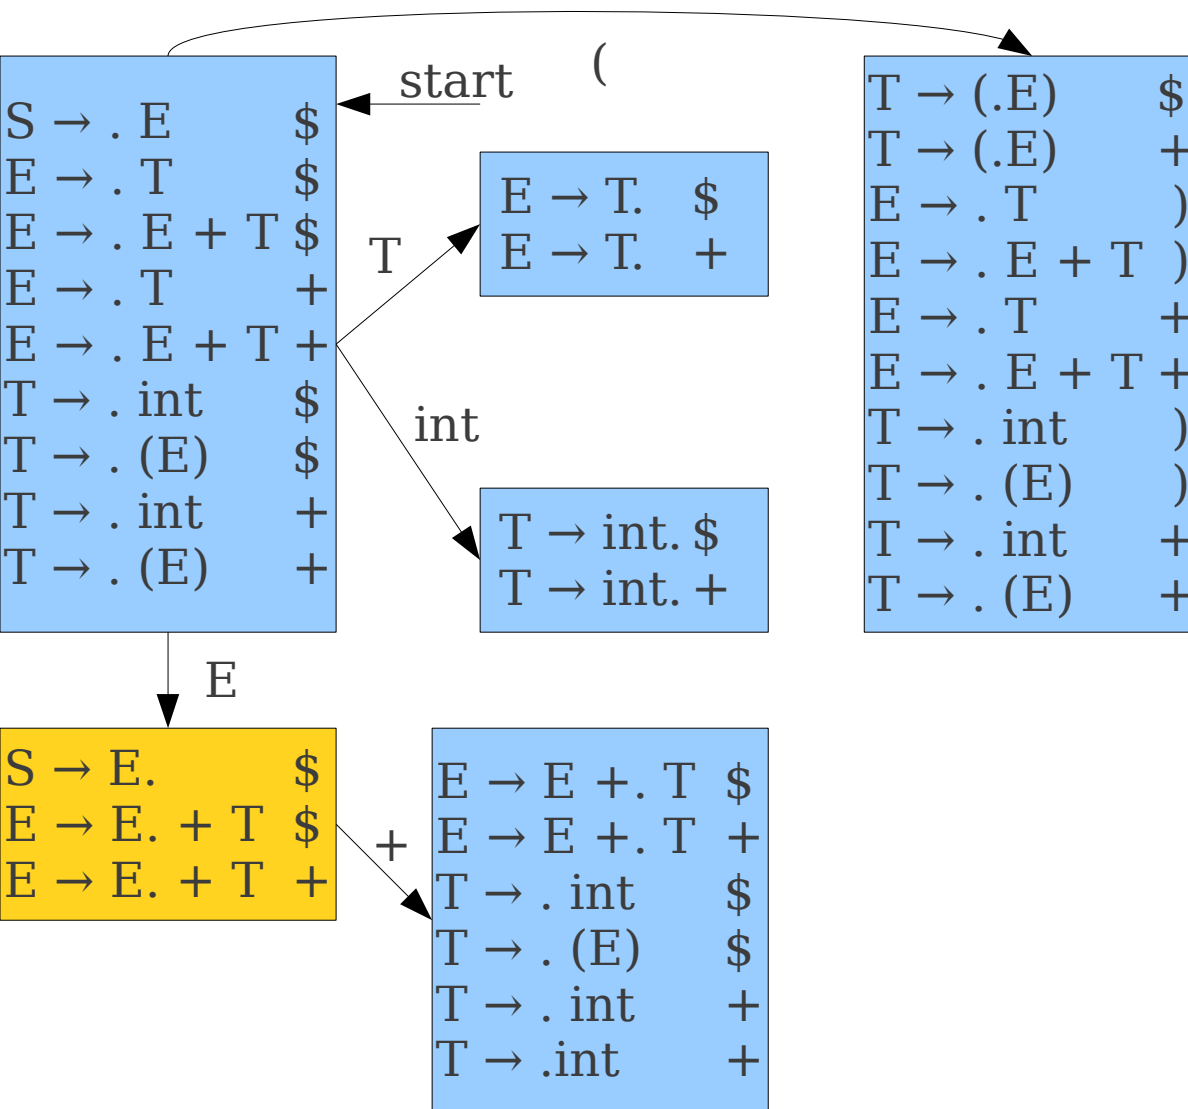 (
start
S → . E $
E → . T $
E → . E + T $
E → . T +
E → . E + T +
T → . int $
T → . (E) $
T → . int +
T → . (E) +
T
E → T. $
E → T. +
int
T → int. $
T → int. +
T → (.E) $
T → (.E) +
E → . T )
E → . E + T )
E → . T +
E → . E + T +
T → . int )
T → . (E) )
T → . int +
T → . (E) +
E
S → E. $
E → E. + T $
E → E. + T +
+
E → E +. T $
E → E +. T +
T → . int $
T → . (E) $
T → . int +
T → .int +